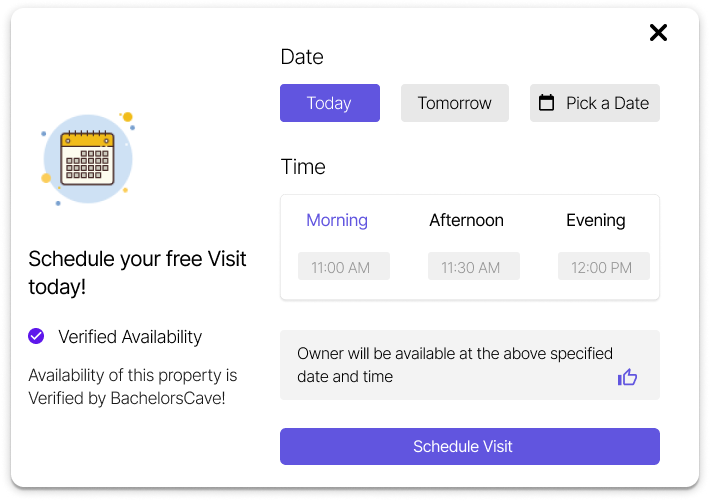 Date
Today
Tomorrow
Pick a Date
Time
Morning
Afternoon
Evening
11:00 AM
11:30 AM
12:00 PM
Schedule your free Visit
today!
Verified Availability
Availability of this property is
Verified by BachelorsCave!
Owner will be available at the above specified
date and time
Schedule Visit